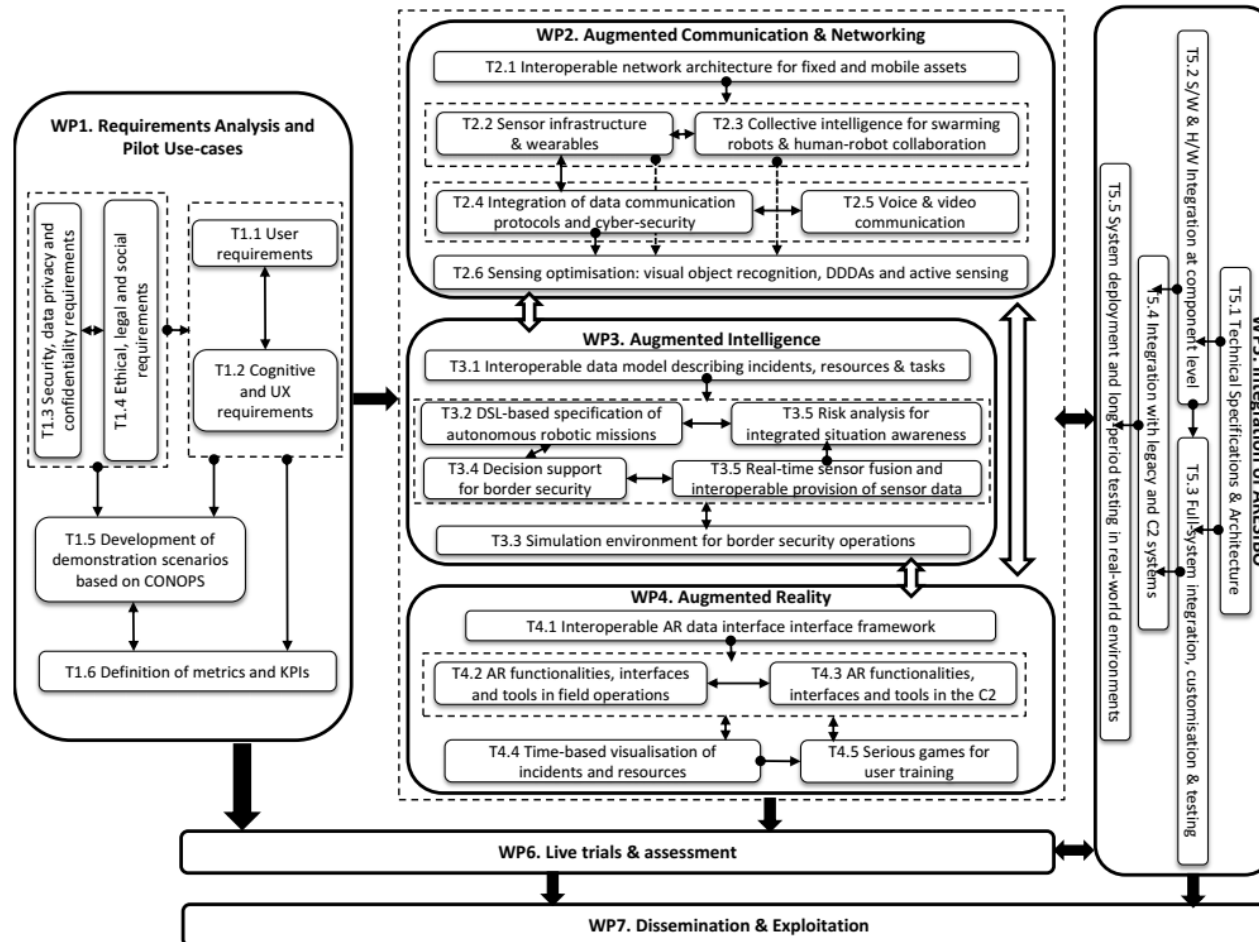 WP1. Requirements Analysis and
Pilot Use-cases
T1.3 Security, data privacy and
confidentiality requirements
T1.4 Ethical, legal and social
requirements
T1.1 User
requirements
T1.2 Cognitive
and UX
requirements
T1.5 Development of
demonstration scenarios
based on CONOPS
T1.6 Definition of metrics and KPIs
WP2. Augmented Communication & Networking
T2.1 Interoperable network architecture for fixed and mobile assets
T2.2 Sensor infrastructure
& wearables
T2.3 Collective intelligence for swarming
robots & human-robot collaboration
T2.4 Integration of data communication
protocols and cyber-security
T2.5 Voice & video
communication
T2.6 Sensing optimisation: visual object recognition, DDDAs and active sensing
WP3. Augmented Intelligence
T3.1 Interoperable data model describing incidents, resources & tasks
T3.2 DSL-based specification of
autonomous robotic missions
T3.5 Risk analysis for
integrated situation awareness
T3.4 Decision support
for border security
T3.5 Real-time sensor fusion and
interoperable provision of sensor data
T3.3 Simulation environment for border security operations
WP4. Augmented Reality
T4.1 Interoperable AR data interface interface framework
T4.2 AR functionalities, interfaces
and tools in field operations
T4.3 AR functionalities,
interfaces and tools in the C2
T4.4 Time-based visualisation of
incidents and resources
T4.5 Serious games for
user training
T5.1 Technical
Specifications & Architecture
T5.2 S/W & H/W Integration at component
level
T5.3 Full-System integration, customisation & testing
T5.4 Integration with legacy and C2 systems
T5.5 System deployment and long period testing in real-world environments
WP6. Live trials & assessment
WP7. Dissemination & Exploitation